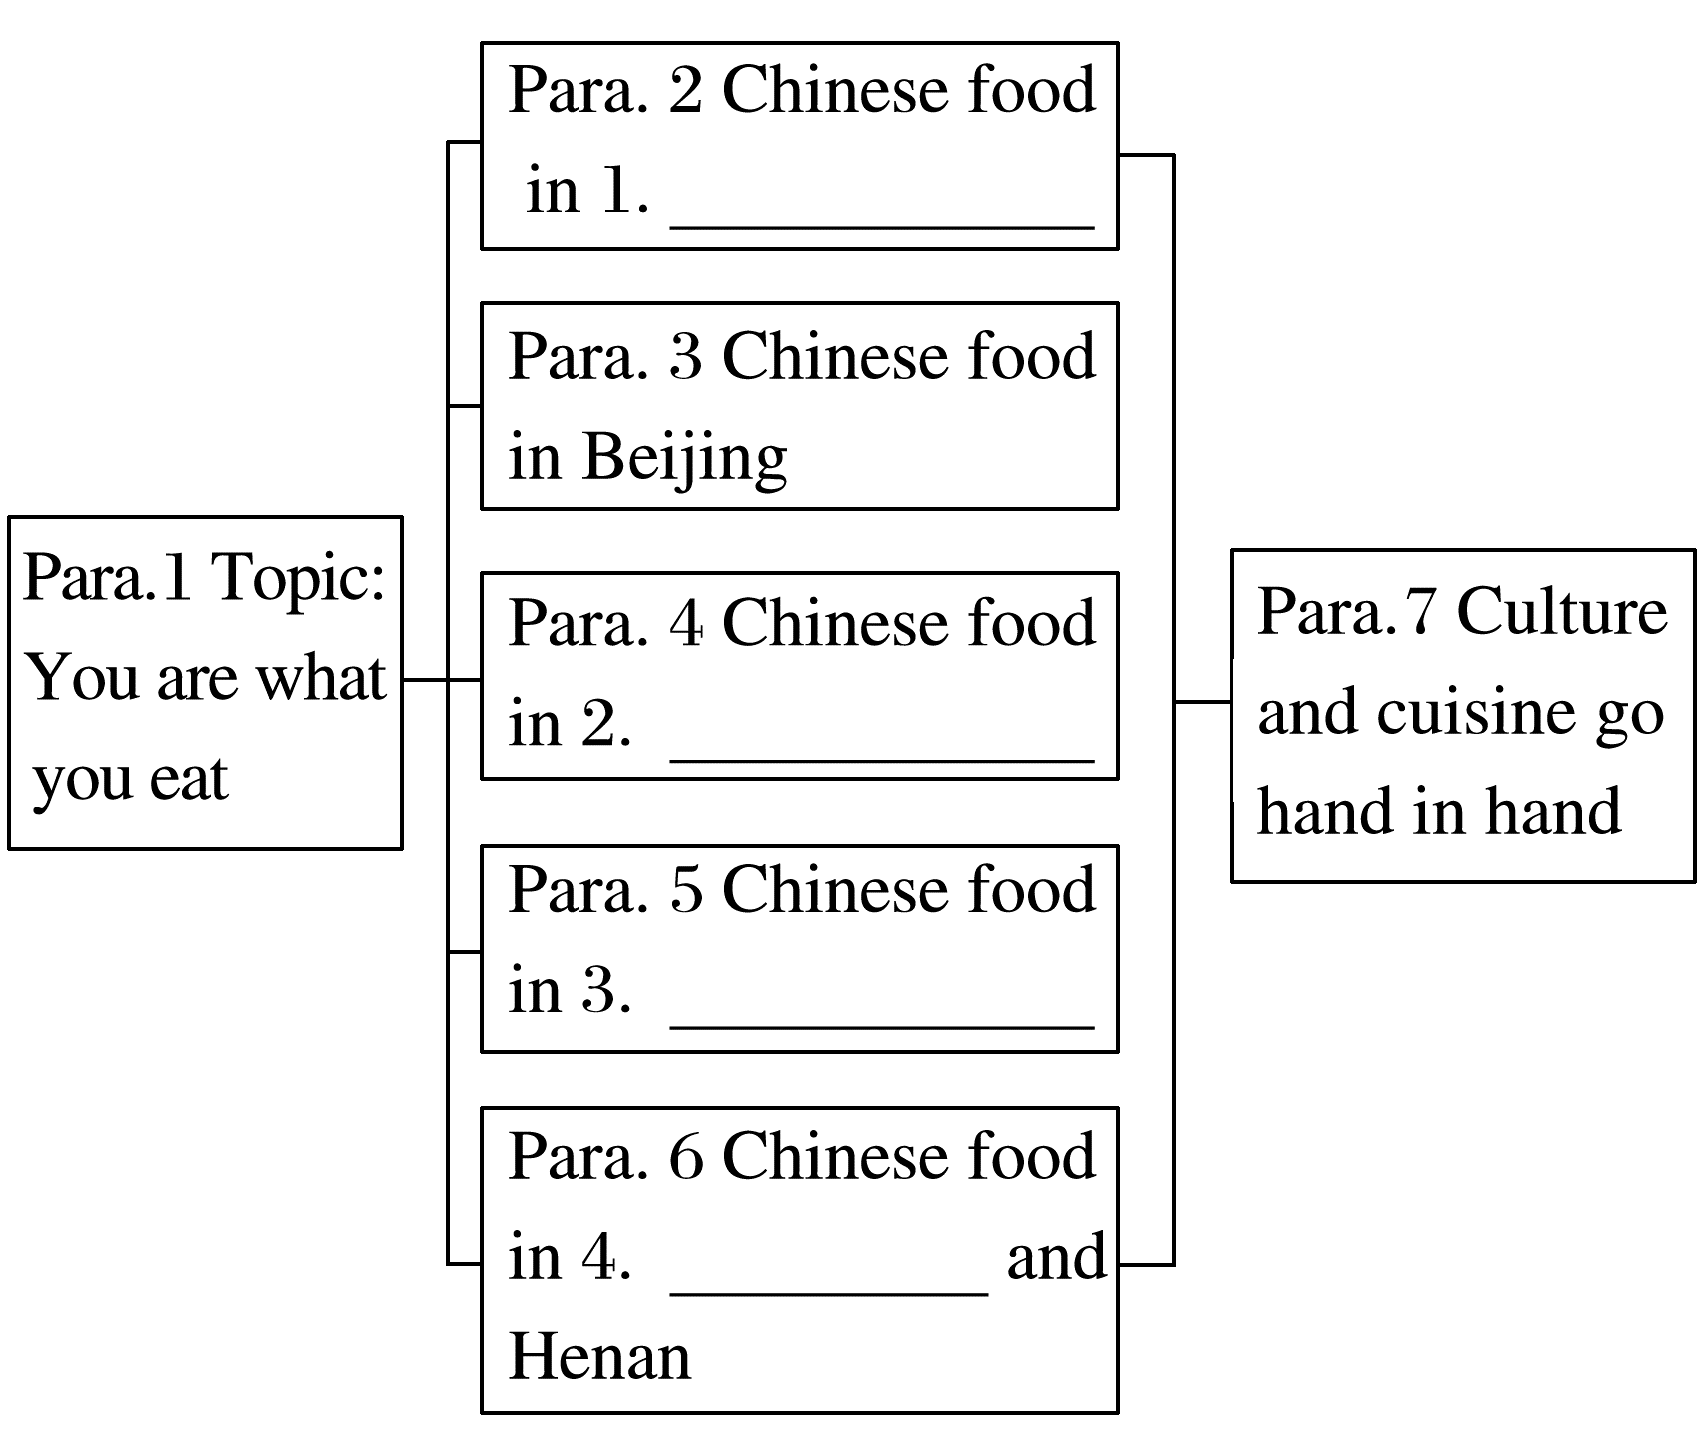 Para.1 Topic:
You are what
you eat
Para. 2 Chinese food
in 1. ____________
Para. 3 Chinese food
in Beijing
Para. 4 Chinese food
in 2. ____________
Para. 5 Chinese food
in 3. ____________
Para. 6 Chinese food
in 4. _________ and
Henan
Para.7 Culture
and cuisine go
hand in hand